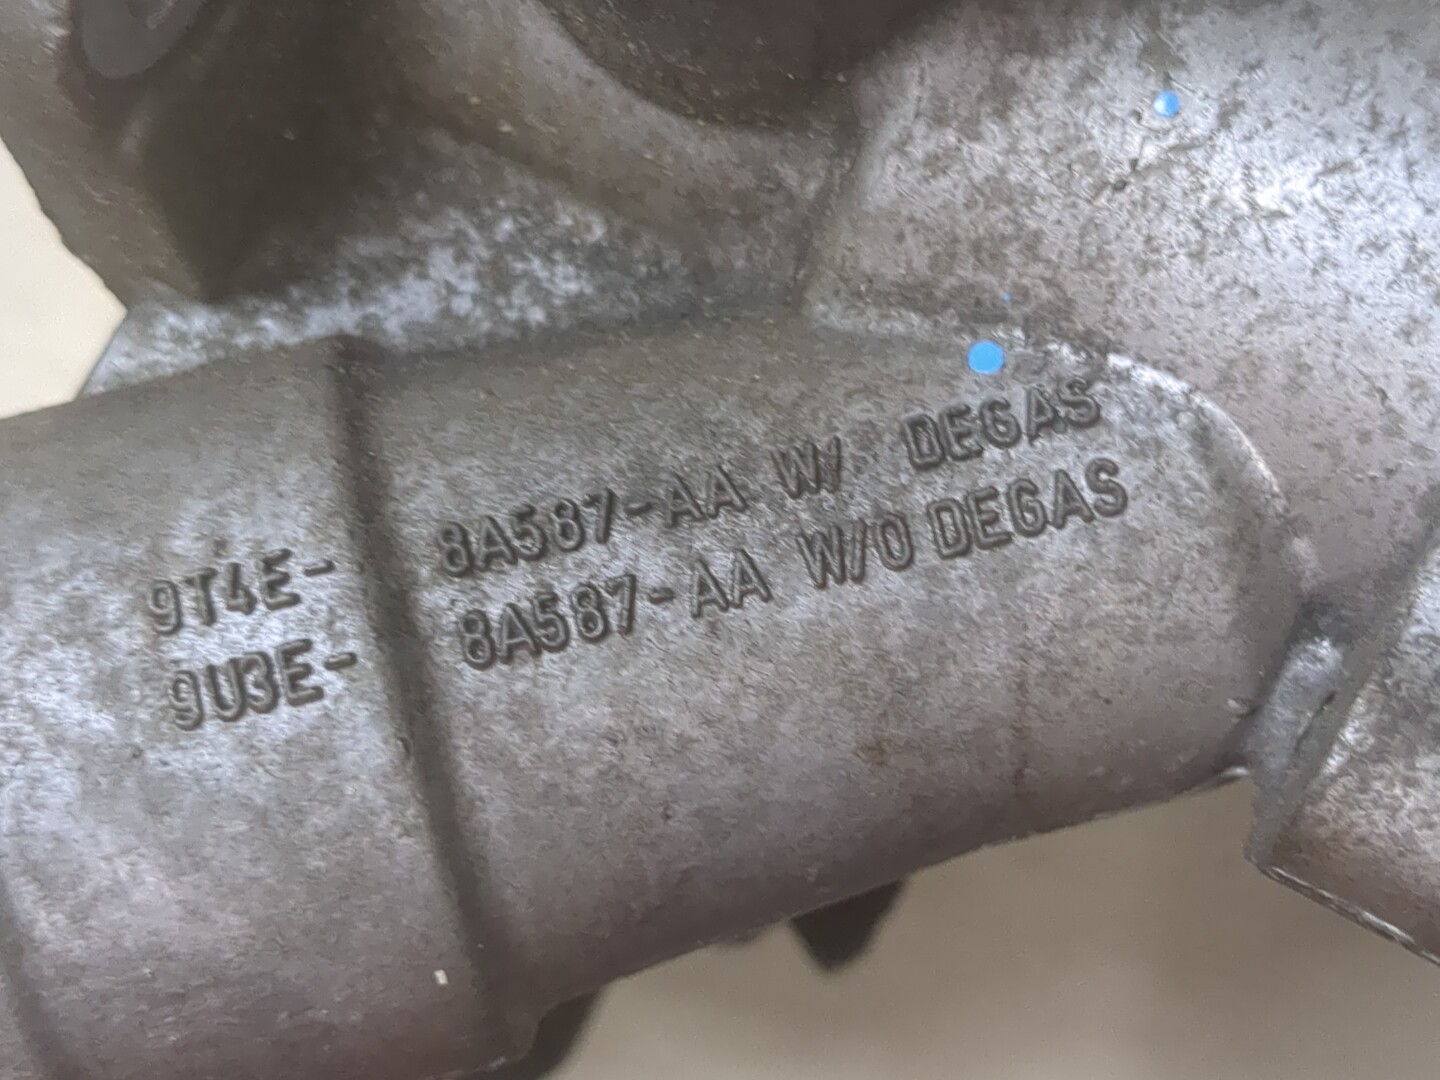 9T4E- 8A587-AA W/ DEGAS
9U3E- 8A587-AA W/O DEGAS